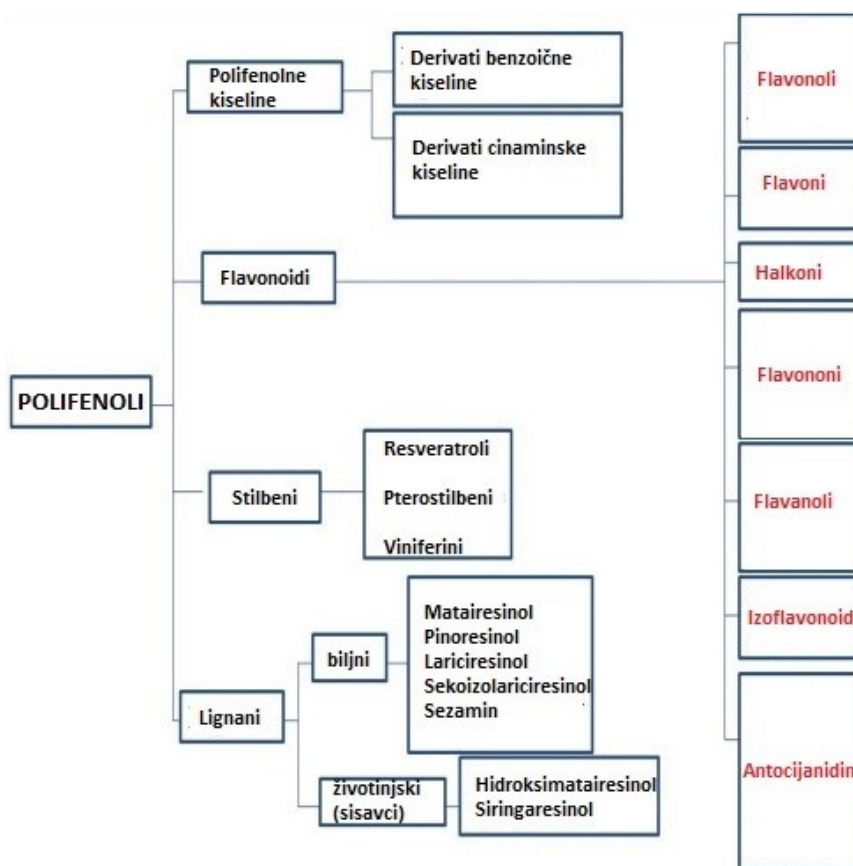 POLIFENOLI
Polifenolne
kiseline
Derivati benzoične
kiseline
Derivati cinaminske
kiseline
Flavonoidi
Flavonoli
Flavoni
Halkoni
Flavononi
Flavanoli
Izoflavonoid
Antocijanidin
Stilbeni
Resveratroli
Pterostilbeni
Viniferini
Lignani
biljni
Matairesinol
Pinoresinol
Lariciresinol
Sekoizolariciresinol
Sezamin
životinjski
(sisavci)
Hidroksimatairesinol
Siringaresinol